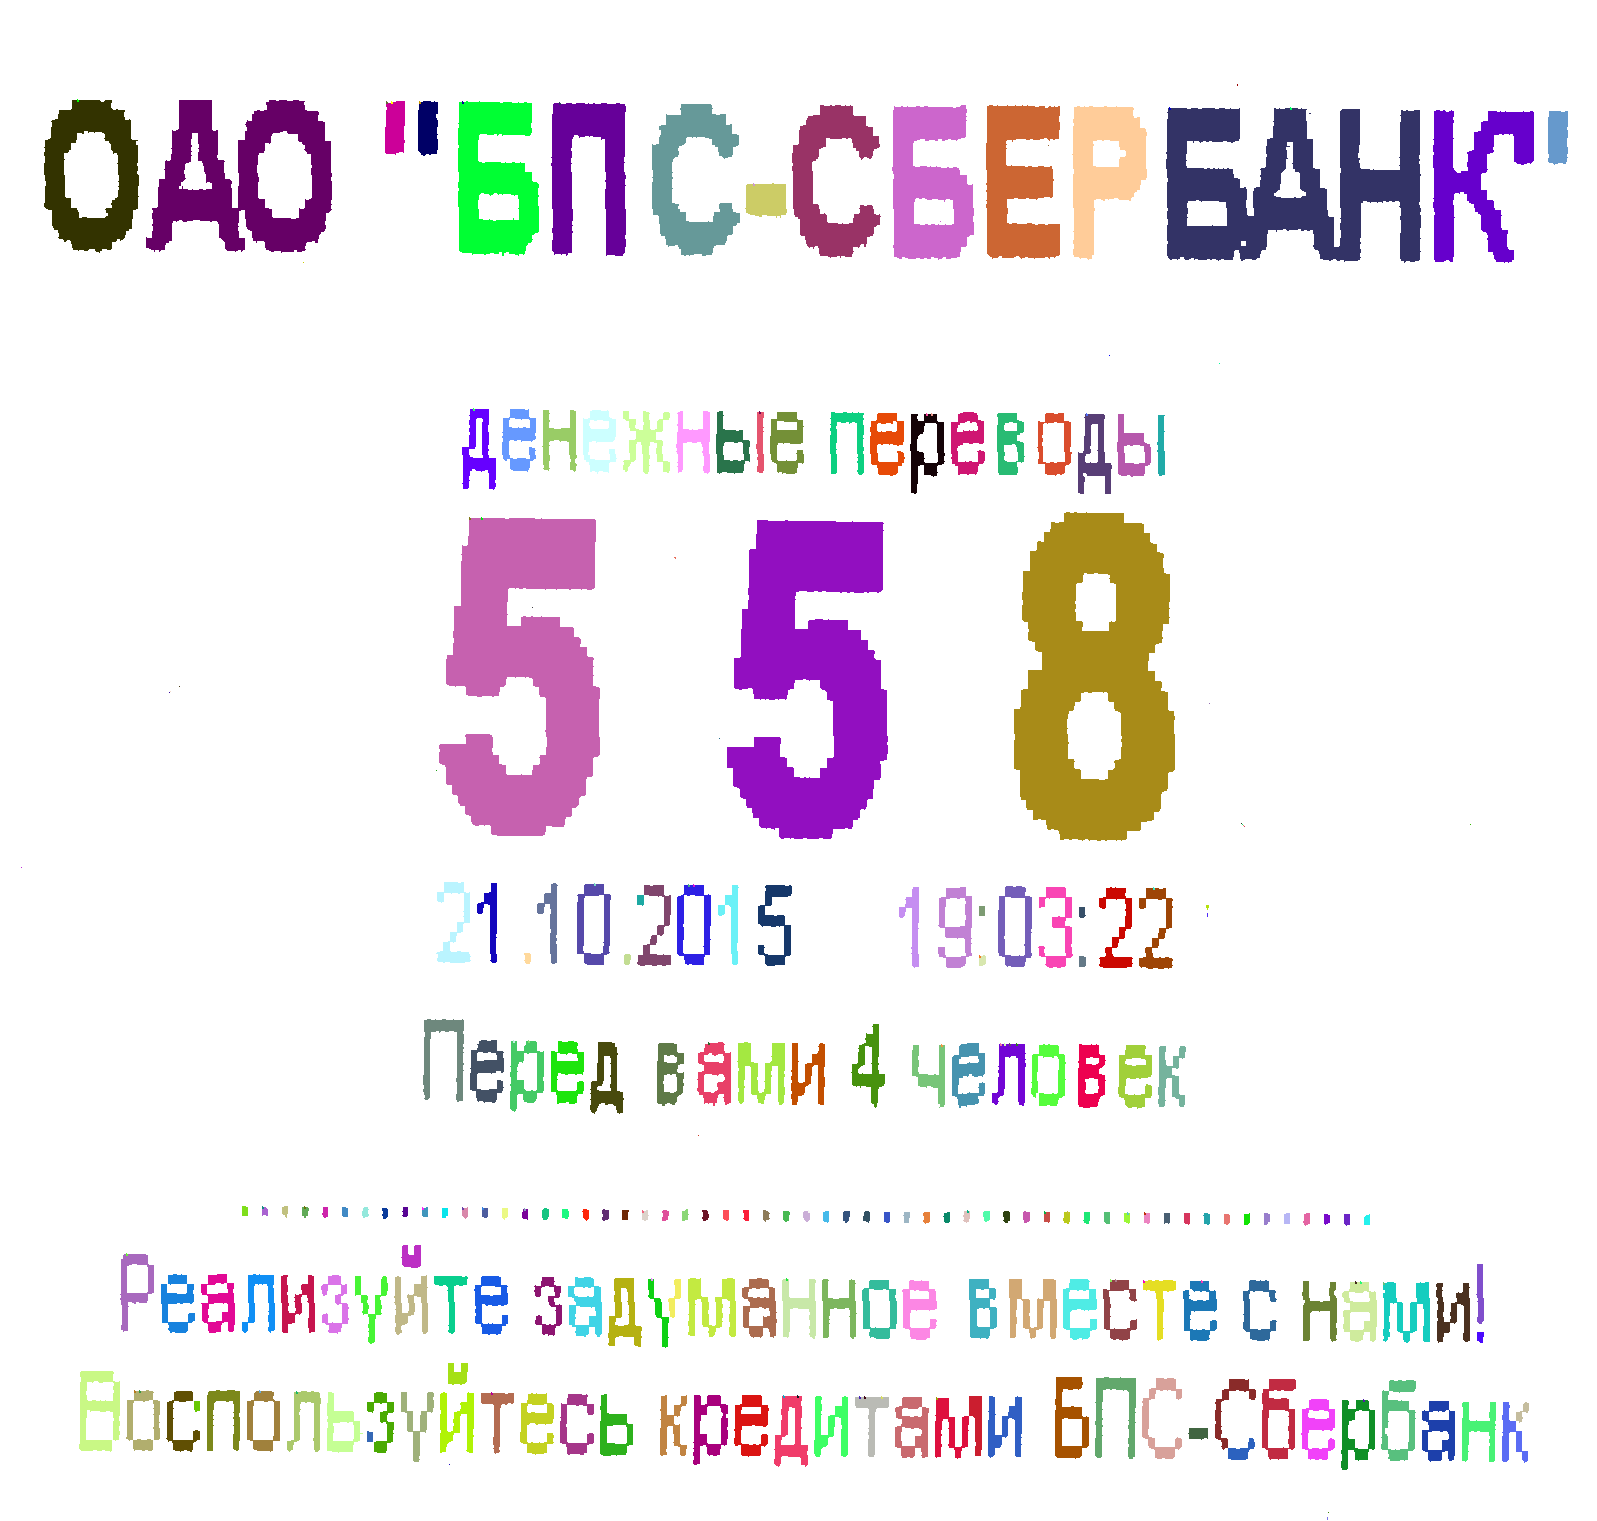 ОАО "БПС-СБЕРБАНК"
денежные переводы
558
21.10.2015 19:03:22
Перед вами 4 человек
.........................................................
Реализуйте задуманное вместе с нами!
Воспользуйтесь кредитами БПС-Сбербанк